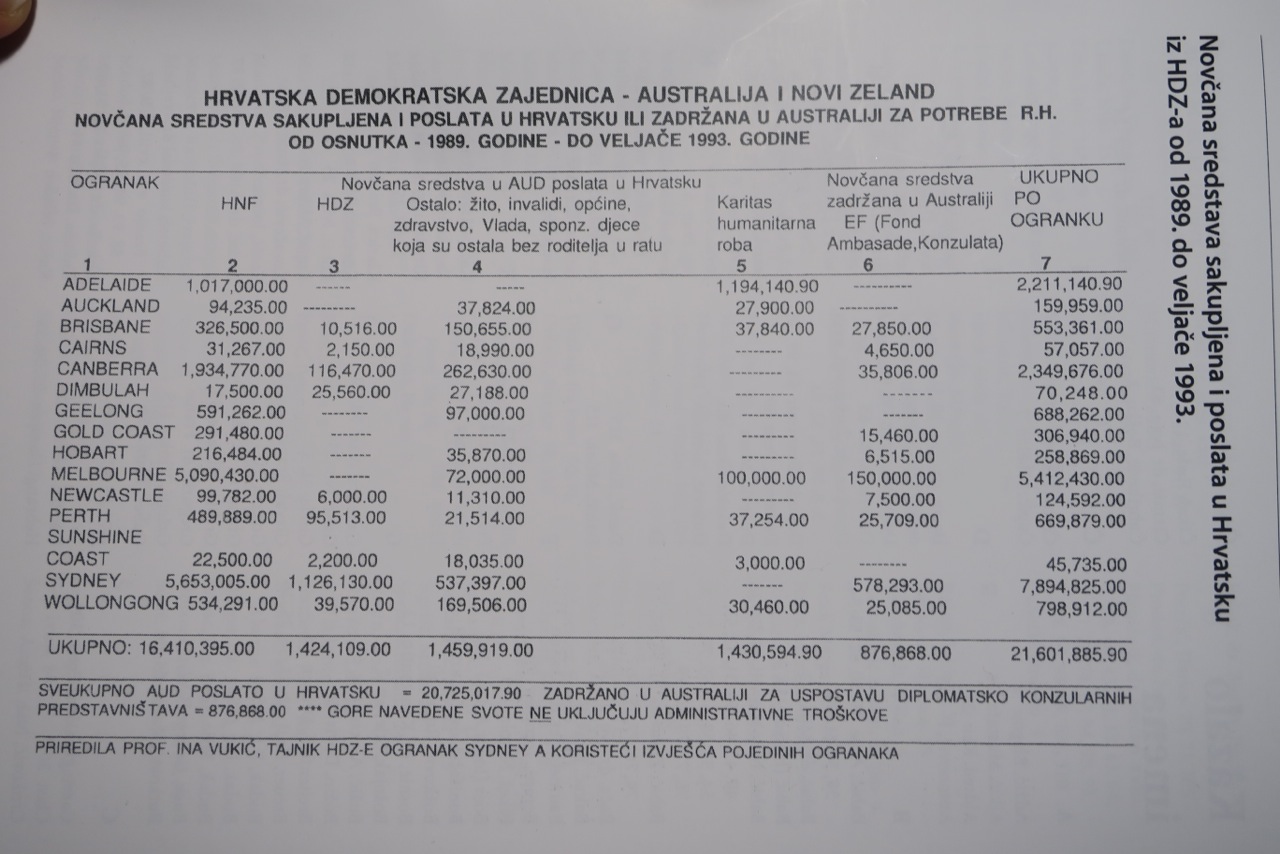 HRVATSKA DEMOKRATSKA ZAJEDNICA - AUSTRALIJA I NOVI ZELAND
NOVČANA SREDSTVA SAKUPLJENA I POSLATA U HRVATSKU ILI ZADRŽANA U AUSTRALIJI ZA POTREBE R.H.
OD OSNUTKA - 1989. GODINE - DO VELJAČE 1993. GODINE
OGRANAK Novčana sredstva u AUD poslata u Hrvatsku Novčana sredstva UKUPNO
HNF HDZ Ostalo: žito, invalidi, općine, Karitas zadržana u Australiji PO
zdravstvo, Vlada, sponz. djece humanitarna EF (Fond OGRANKU
koja su ostala bez roditelja u ratu roba Ambasade,Konzulata)
1 2 3 4 5 6 7
ADELAIDE 1,017,000.00 ------ ----- 1,194,140.90 ---------- 2,211,140.90
AUCKLAND 94,235.00 --------- 37,824.00 27,900.00 ---------- 159,959.00
BRISBANE 326,500.00 10,516.00 150,655.00 37,840.00 27,850.00 553,361.00
CAIRNS 31,267.00 2,150.00 18,990.00 -------- 4,650.00 57,057.00
CANBERRA 1,934,770.00 116,470.00 262,630.00 --------- 35,806.00 2,349,676.00
DIMBULAH 17,500.00 25,560.00 27,188.00 ---------- ------- 70,248.00
GEELONG 591,262.00 -------- 97,000.00 ---------- ------- 688,262.00
GOLD COAST 291,480.00 ------- --------- --------- 15,460.00 306,940.00
HOBART 216,484.00 ------- 35,870.00 --------- 6,515.00 258,869.00
MELBOURNE 5,090,430.00 ------- 72,000.00 100,000.00 150,000.00 5,412,430.00
NEWCASTLE 99,782.00 6,000.00 11,310.00 --------- 7,500.00 124,592.00
PERTH 489,889.00 95,513.00 21,514.00 37,254.00 25,709.00 669,879.00
SUNSHINE
COAST 22,500.00 2,200.00 18,035.00 3,000.00 -------- 45,735.00
SYDNEY 5,653,005.00 1,126,130.00 537,397.00 ------- 578,293.00 7,894,825.00
WOLLONGONG 534,291.00 39,570.00 169,506.00 30,460.00 25,085.00 798,912.00
UKUPNO: 16,410,395.00 1,424,109.00 1,459,919.00 1,430,594.90 876,868.00 21,601,885.90
SVEUKUPNO AUD POSLATO U HRVATSKU = 20,725,017.90 ZADRŽANO U AUSTRALIJI ZA USPOSTAVU DIPLOMATSKO KONZULARNIH
PREDSTAVNIŠTAVA = 876,868.00 **** GORE NAVEDENE SVOTE NE UKLJUČUJU ADMINISTRATIVNE TROŠKOVE
PRIREDILA PROF. INA VUKIĆ, TAJNIK HDZ-E OGRANAK SYDNEY A KORISTEĆI IZVJEŠĆA POJEDINIH OGRANAKA
Novčana sredstava sakupljena i poslata u Hrvatsku
iz HDZ-a od 1989. do veljače 1993.